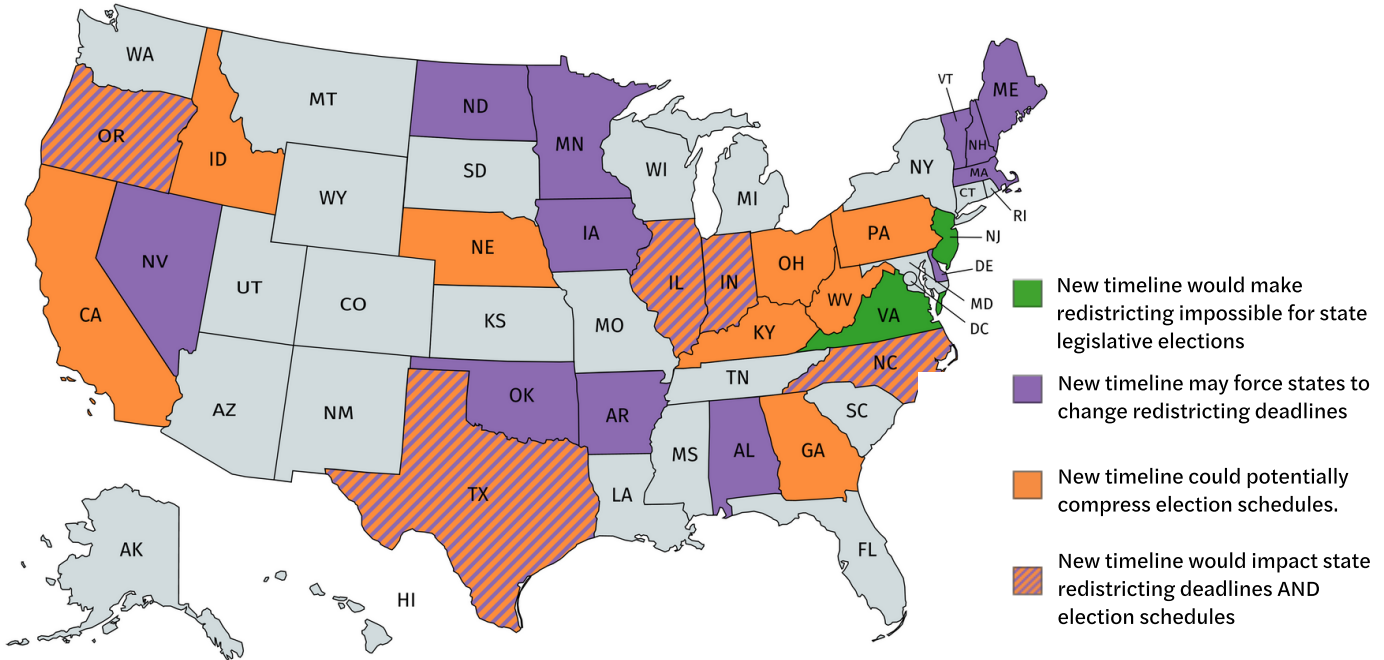 WA
MT
ND
MN
OR
ID
WY
SD
WI
MI
NY
VT
ME
NH
MA
CT
RI
NV
UT
CO
NE
IA
IL
IN
OH
PA
NJ
DE
MD
DC
CA
KS
MO
KY
WV
VA
AZ
NM
OK
AR
TN
NC
SC
TX
LA
MS
AL
GA
FL
AK
HI
New timeline would make
redistricting impossible for state
legislative elections
New timeline may force states to
change redistricting deadlines
New timeline could potentially
compress election schedules.
New timeline would impact state
redistricting deadlines AND
election schedules